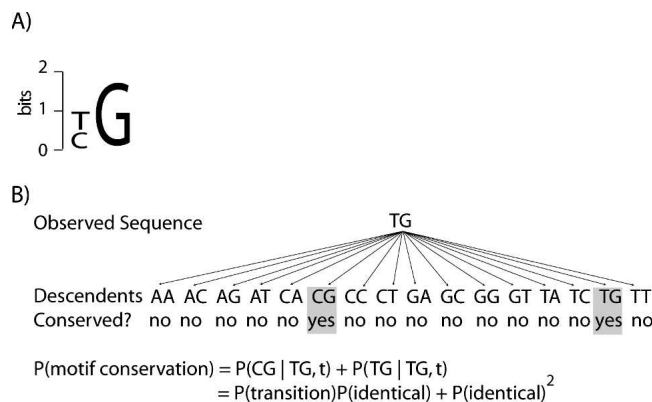 A)
2
1
0
bits
T
C
G
B)
Observed Sequence TG
Descendents AA AC AG AT CA CG CC CT GA GC GG GT TA TC TG TT
Conserved? no no no no no yes no no no no no no no no yes no
P(motif conservation) = P(CG | TG, t) + P(TG | TG, t)
= P(transition)P(identical) + P(identical)²